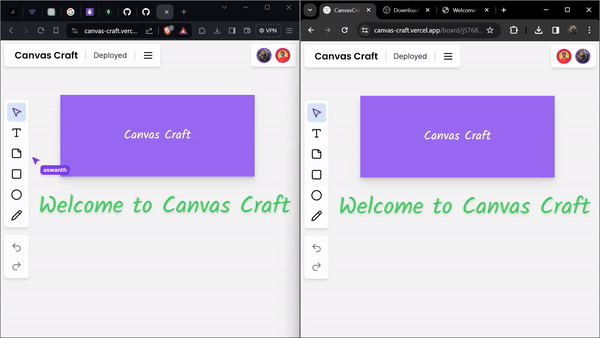 canvas-craft.verc...
VPN
Canvas Craft
Deployed
Canvas Craft
T
aswanth
Welcome to Canvas Craft
CanvasCra
Download
Welcome
canvas-craft.vercel.app/board/j5768...
Canvas Craft
Deployed
Canvas Craft
T
Welcome to Canvas Craft